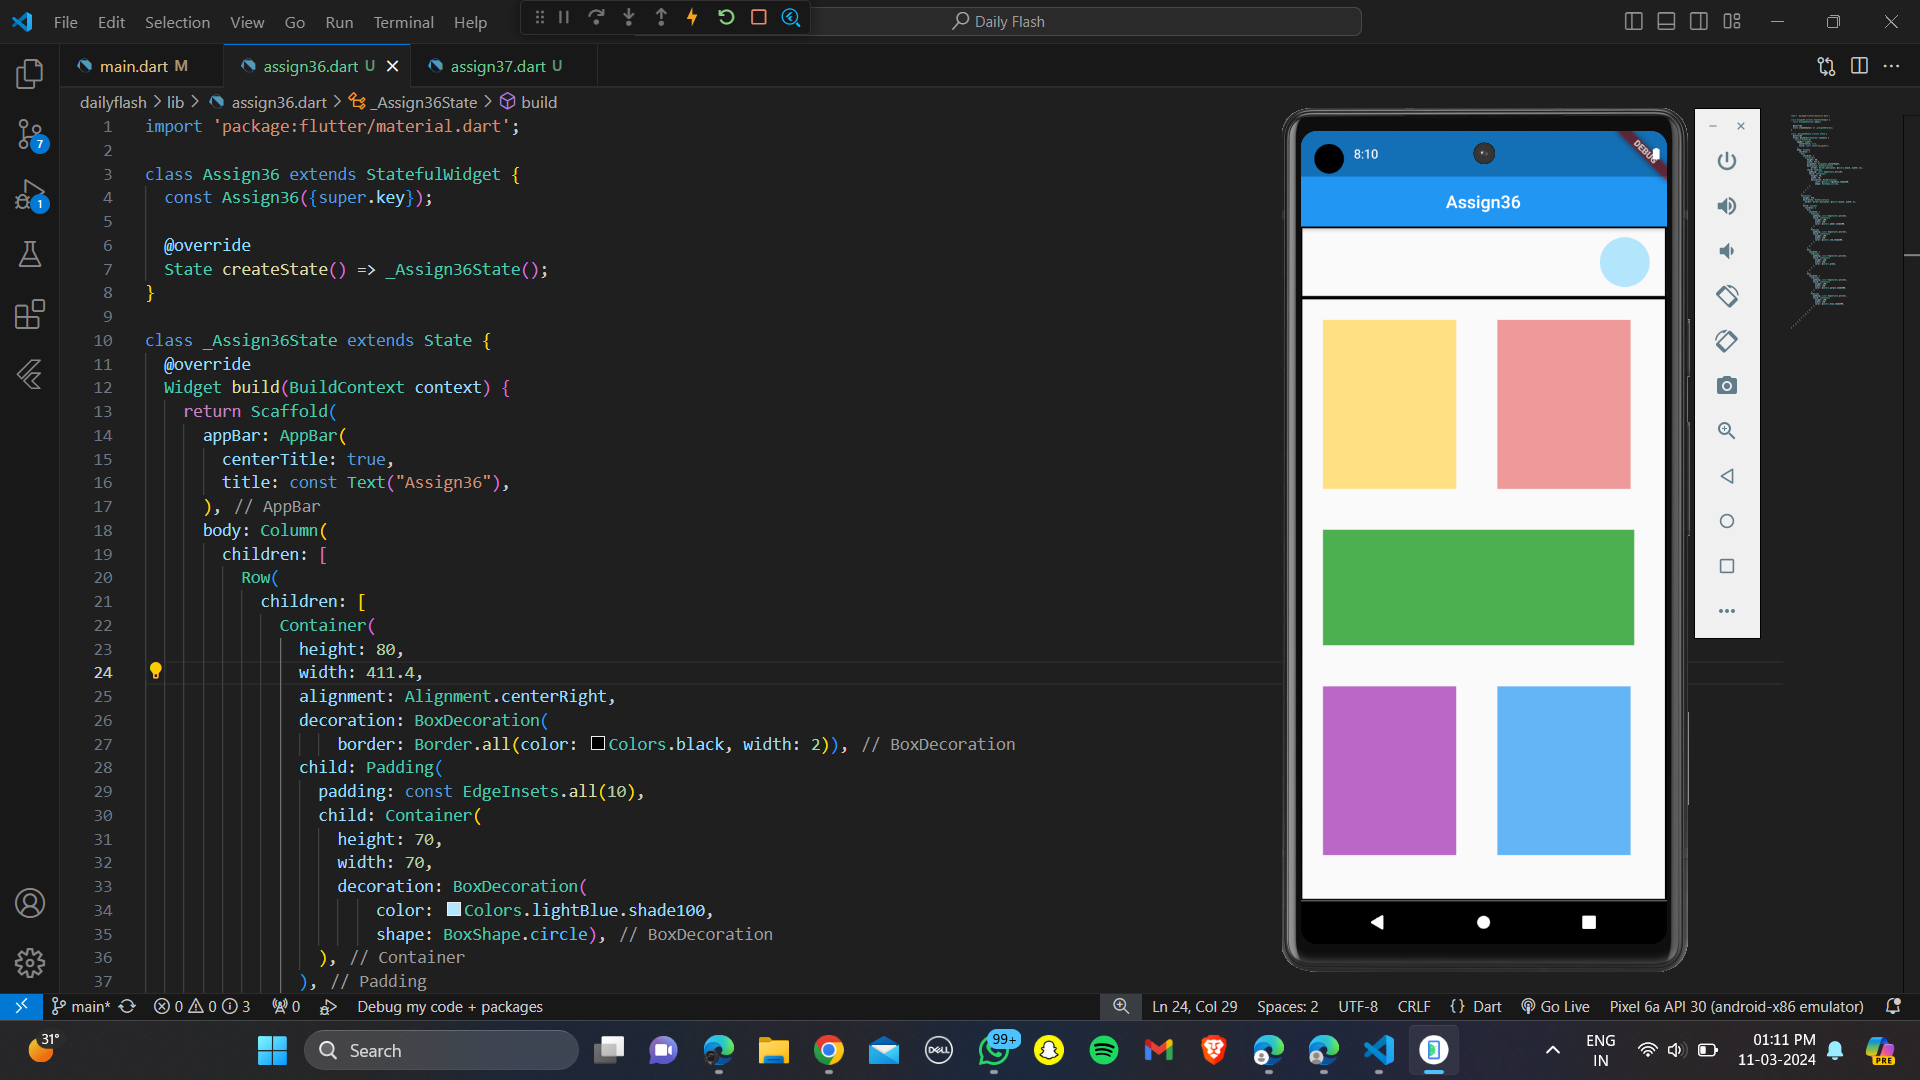 File Edit Selection View Go Run Terminal Help
Daily Flash
main.dart M
assign36.dart U
assign37.dart U
dailyflash > lib > assign36.dart > _Assign36State > build
1 import 'package:flutter/material.dart';
2
3 class Assign36 extends StatefulWidget {
4 const Assign36({super.key});
5
6 @override
7 State createState() => _Assign36State();
8 }
9
10 class _Assign36State extends State {
11 @override
12 Widget build(BuildContext context) {
13 return Scaffold(
14 appBar: AppBar(
15 centerTitle: true,
16 title: const Text("Assign36"),
17 ), // AppBar
18 body: Column(
19 children: [
20 Row(
21 children: [
22 Container(
23 height: 80,
24 width: 411.4,
25 alignment: Alignment.centerRight,
26 decoration: BoxDecoration(
27 border: Border.all(color: Colors.black, width: 2)), // BoxDecoration
28 child: Padding(
29 padding: const EdgeInsets.all(10),
30 child: Container(
31 height: 70,
32 width: 70,
33 decoration: BoxDecoration(
34 color: Colors.lightBlue.shade100,
35 shape: BoxShape.circle), // BoxDecoration
36 ), // Container
37 ), // Padding
8:10
DEBUG
Assign36
7
1
main* 0 0 3 0 Debug my code + packages
Ln 24, Col 29 Spaces: 2 UTF-8 CRLF {} Dart Go Live Pixel 6a API 30 (android-x86 emulator)
31°
Search
DELL
99+
ENG
IN
01:11 PM
11-03-2024
PRE